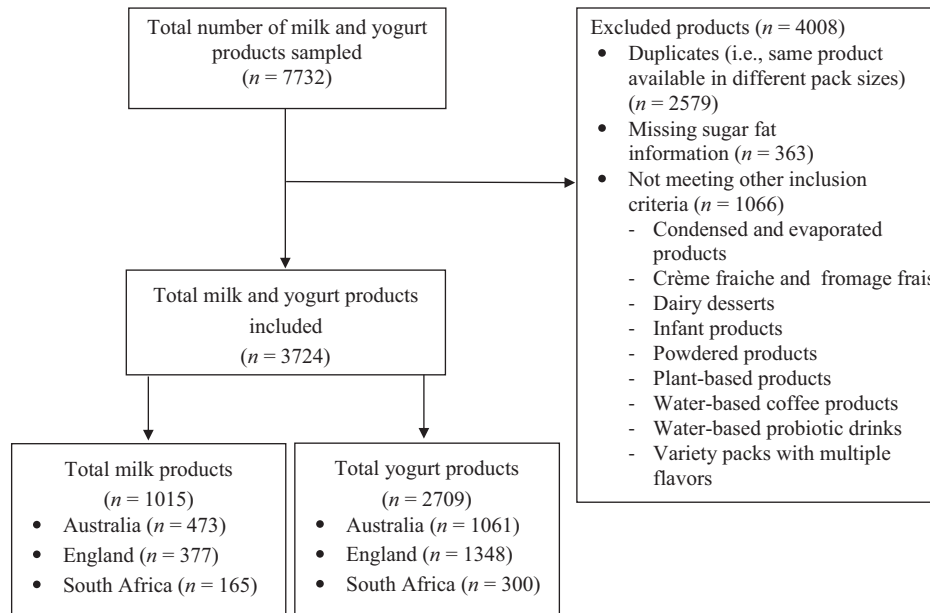 Total number of milk and yogurt
products sampled
(n = 7732)
Excluded products (n = 4008)
• Duplicates (i.e., same product
available in different pack sizes)
(n = 2579)
• Missing sugar fat
information (n = 363)
• Not meeting other inclusion
criteria (n = 1066)
- Condensed and evaporated
products
- Crème fraiche and fromage frais
- Dairy desserts
- Infant products
- Powdered products
- Plant-based products
- Water-based coffee products
- Water-based probiotic drinks
- Variety packs with multiple
flavors
Total milk and yogurt products
included
(n = 3724)
Total milk products
(n = 1015)
• Australia (n = 473)
• England (n = 377)
• South Africa (n = 165)
Total yogurt products
(n = 2709)
• Australia (n = 1061)
• England (n = 1348)
• South Africa (n = 300)